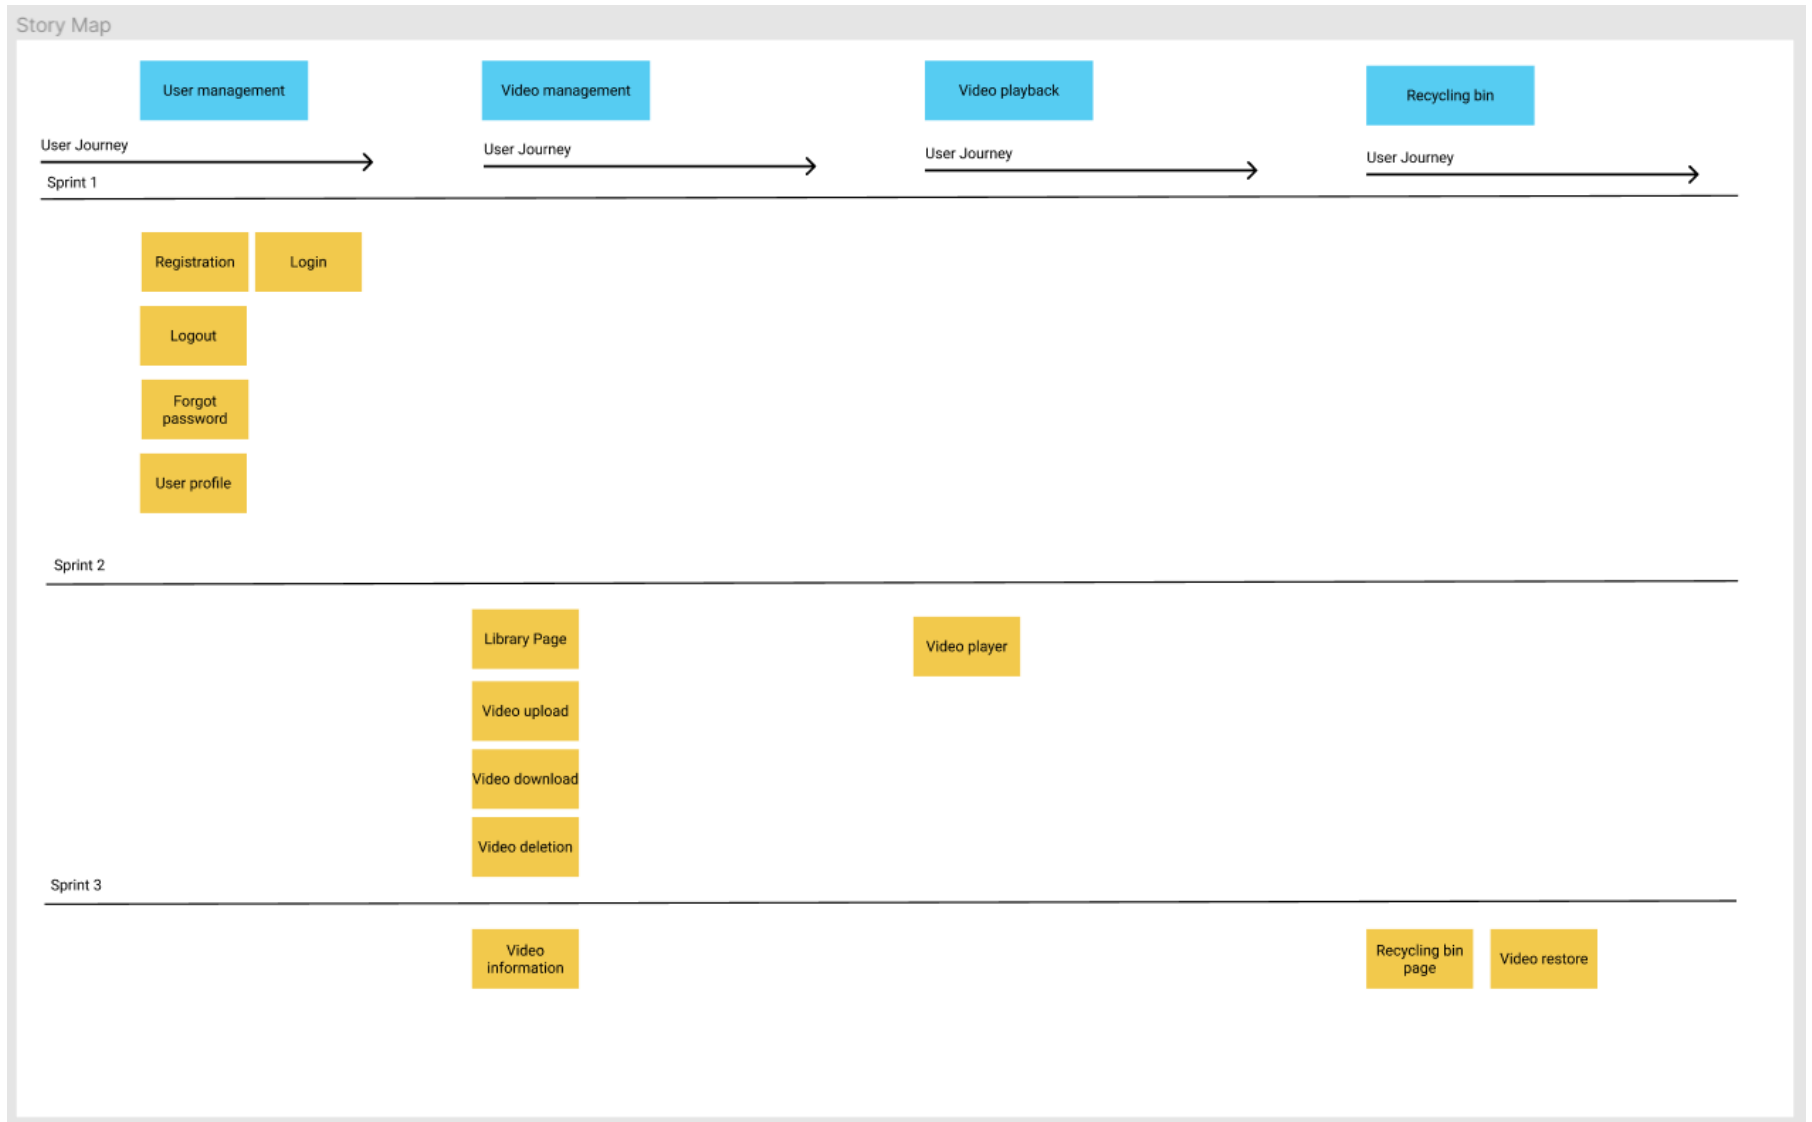 Story Map
User management
Video management
Video playback
Recycling bin
User Journey
User Journey
User Journey
User Journey
Sprint 1
Registration
Login
Logout
Forgot
password
User profile
Sprint 2
Library Page
Video player
Video upload
Video download
Video deletion
Sprint 3
Video
information
Recycling bin
page
Video restore